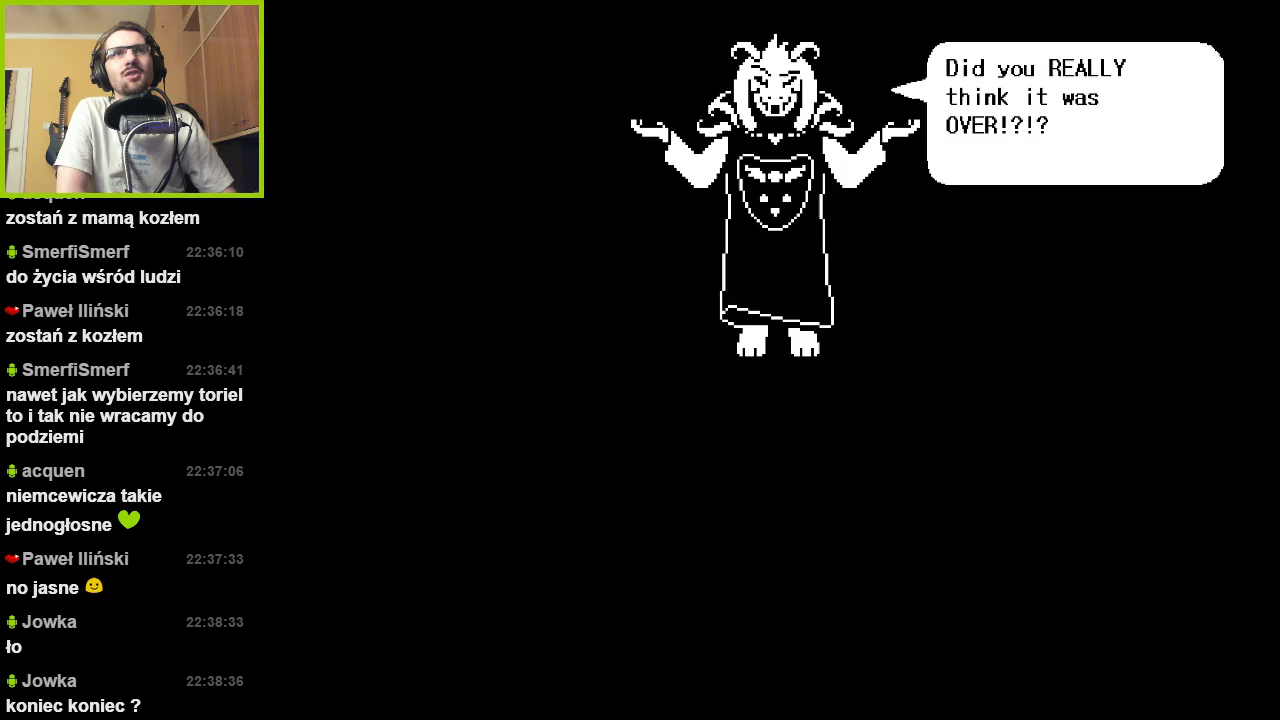 Did you REALLY
think it was
OVER!?!?
zostań z mamą kozłem
SmerfiSmerf 22:36:10
do życia wśród ludzi
Paweł Iliński 22:36:18
zostań z kozłem
SmerfiSmerf 22:36:41
nawet jak wybierzemy toriel
to i tak nie wracamy do
podziemi
acquen 22:37:06
niemcewicza takie
jednogłosne
Paweł Iliński 22:37:33
no jasne
Jowka 22:38:33
ło
Jowka 22:38:36
koniec koniec ?